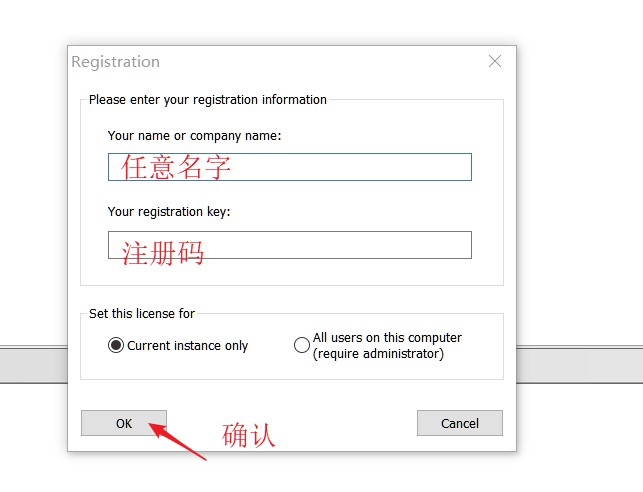 Registration
Please enter your registration information
Your name or company name:
任意名字
Your registration key:
注册码
Set this license for
Current instance only
All users on this computer
(require administrator)
OK
确认
Cancel